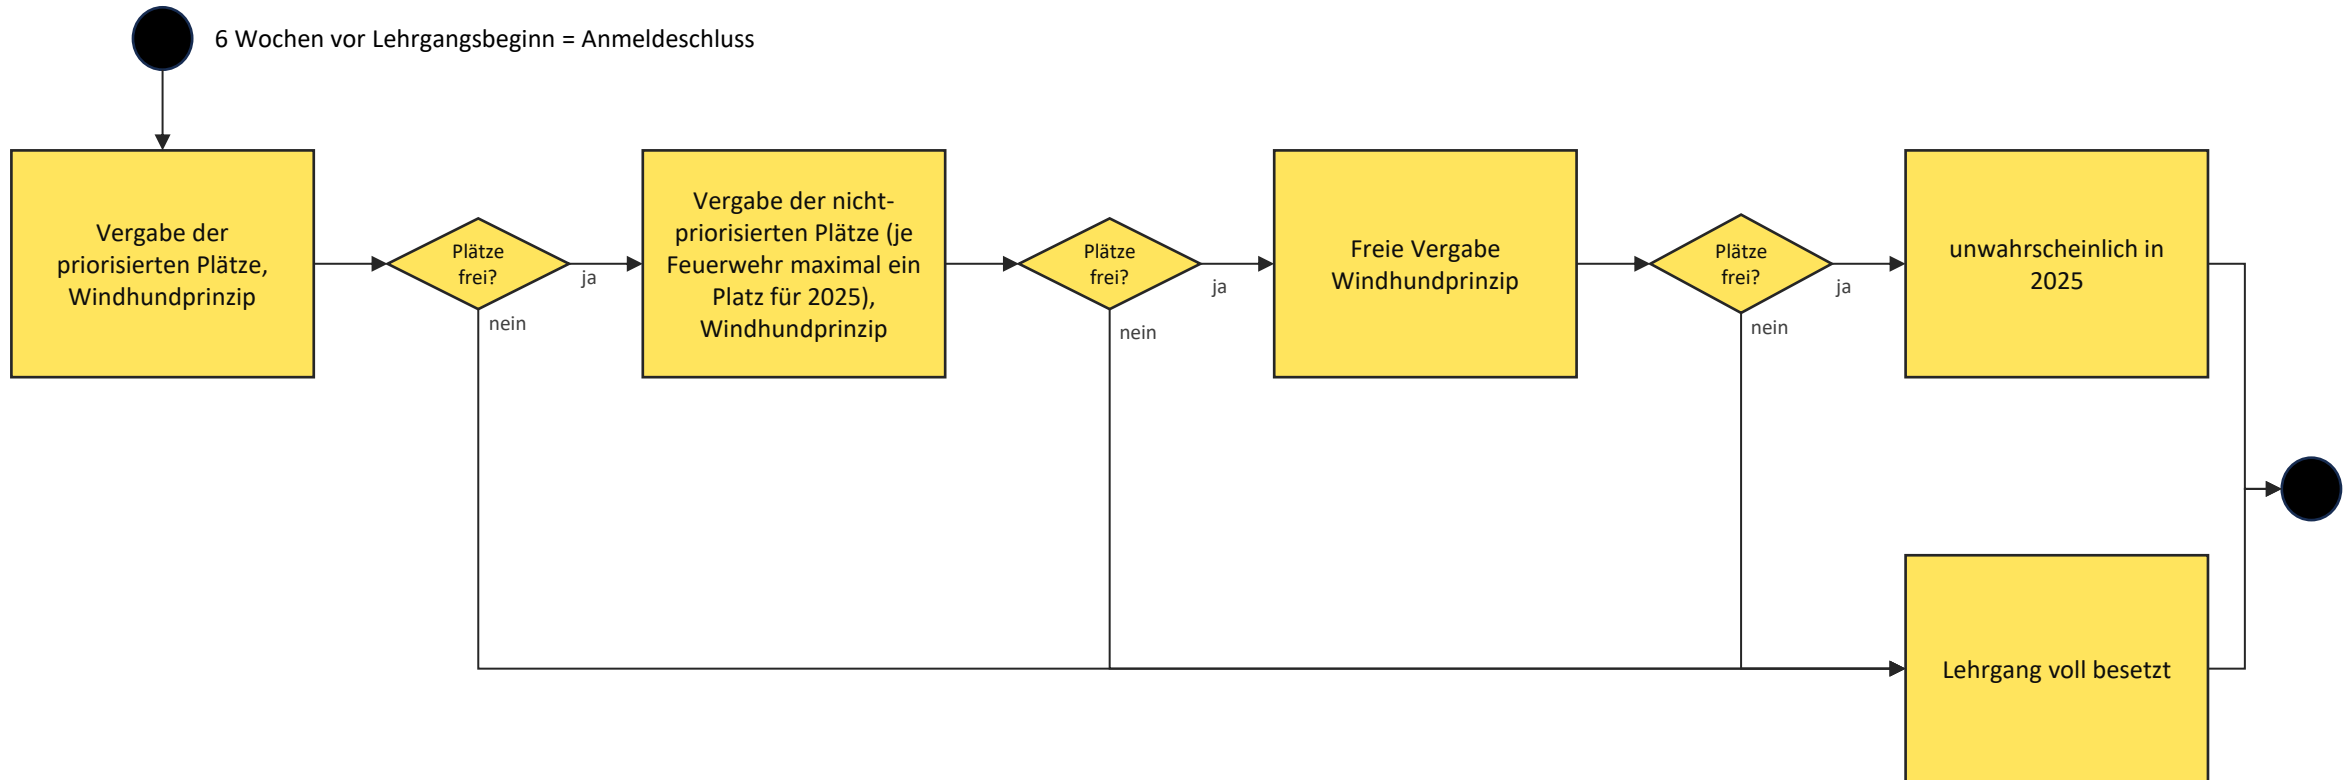 6 Wochen vor Lehrgangsbeginn = Anmeldeschluss
Vergabe der
priorisierten Plätze,
Windhundprinzip
Plätze
frei?
ja
nein
Vergabe der nicht-
priorisierten Plätze (je
Feuerwehr maximal ein
Platz für 2025),
Windhundprinzip
Plätze
frei?
ja
nein
Freie Vergabe
Windhundprinzip
Plätze
frei?
ja
nein
unwahrscheinlich in
2025
Lehrgang voll besetzt